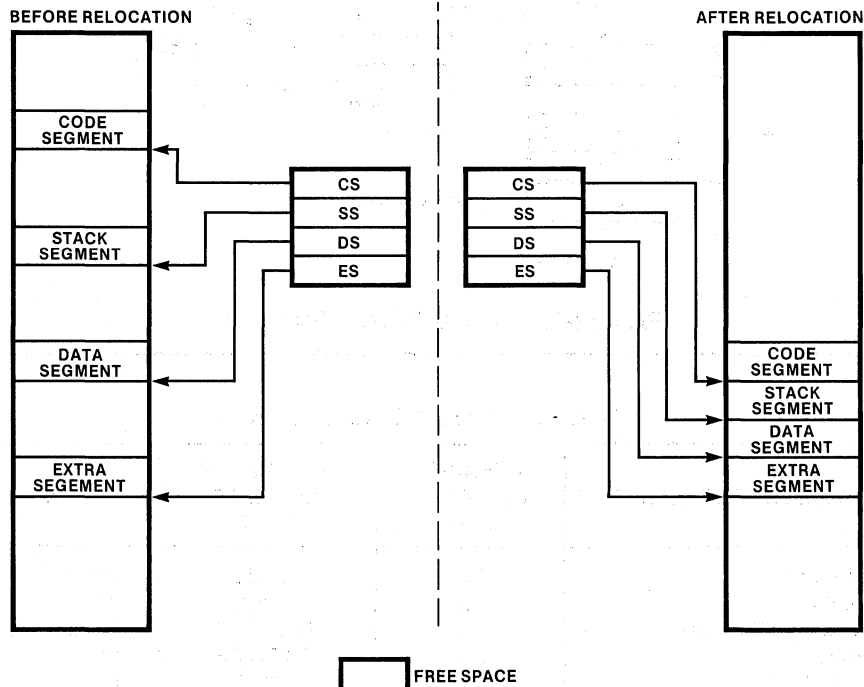 BEFORE RELOCATION
CODE
SEGMENT
STACK
SEGMENT
DATA
SEGMENT
EXTRA
SEGEMENT
CS
SS
DS
ES
CS
SS
DS
ES
AFTER RELOCATION
CODE
SEGMENT
STACK
SEGMENT
DATA
SEGMENT
EXTRA
SEGMENT
FREE SPACE